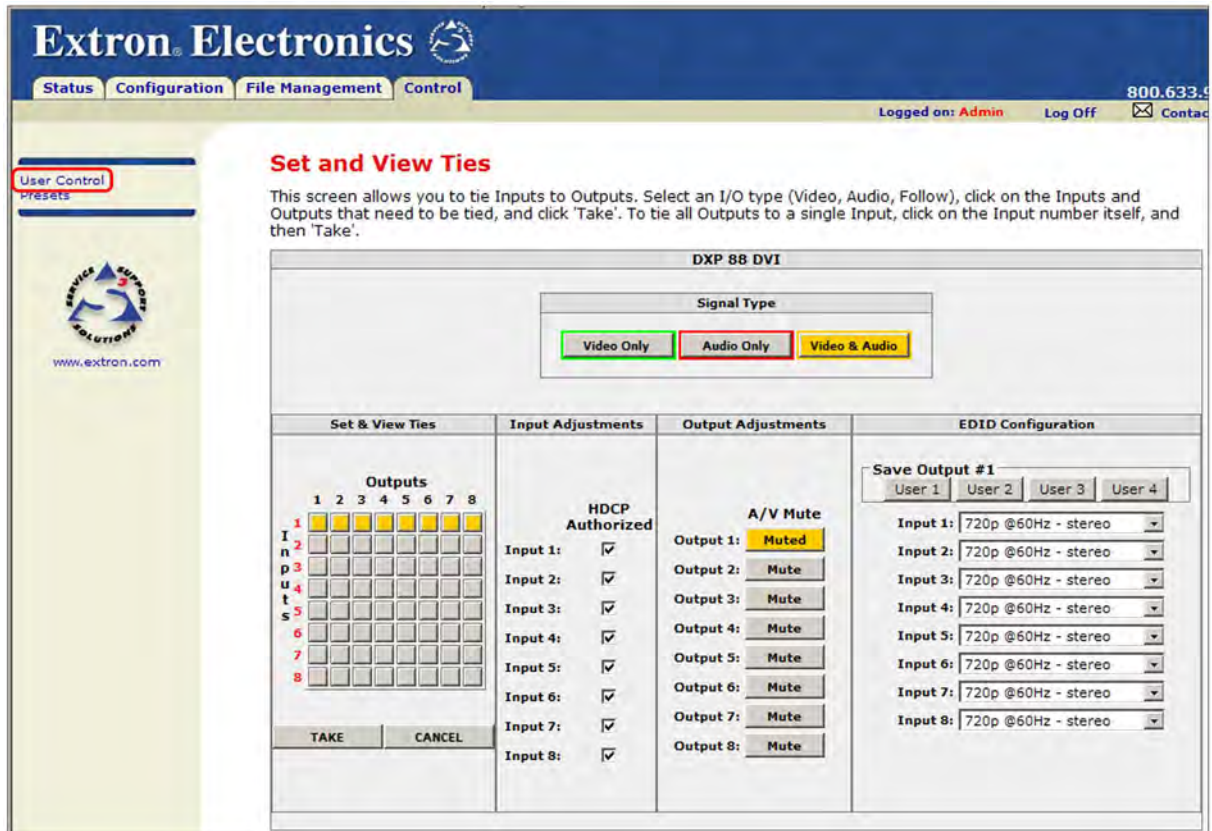 Extron® Electronics
Status Configuration File Management Control
800.633.9
Logged on: Admin Log Off Contac
User Control
Presets
SERVICE SUPPORT SOLUTIONS
3
www.extron.com
Set and View Ties
This screen allows you to tie Inputs to Outputs. Select an I/O type (Video, Audio, Follow), click on the Inputs and
Outputs that need to be tied, and click 'Take'. To tie all Outputs to a single Input, click on the Input number itself, and
then 'Take'.
DXP 88 DVI
Signal Type
Video Only Audio Only Video & Audio
Set & View Ties
Outputs
1 2 3 4 5 6 7 8
Inputs
1
2
3
4
5
6
7
8
TAKE CANCEL
Input Adjustments
HDCP
Authorized
Input 1:
Input 2:
Input 3:
Input 4:
Input 5:
Input 6:
Input 7:
Input 8:
Output Adjustments
A/V Mute
Output 1: Muted
Output 2: Mute
Output 3: Mute
Output 4: Mute
Output 5: Mute
Output 6: Mute
Output 7: Mute
Output 8: Mute
EDID Configuration
Save Output #1
User 1 User 2 User 3 User 4
Input 1: 720p @60Hz - stereo
Input 2: 720p @60Hz - stereo
Input 3: 720p @60Hz - stereo
Input 4: 720p @60Hz - stereo
Input 5: 720p @60Hz - stereo
Input 6: 720p @60Hz - stereo
Input 7: 720p @60Hz - stereo
Input 8: 720p @60Hz - stereo